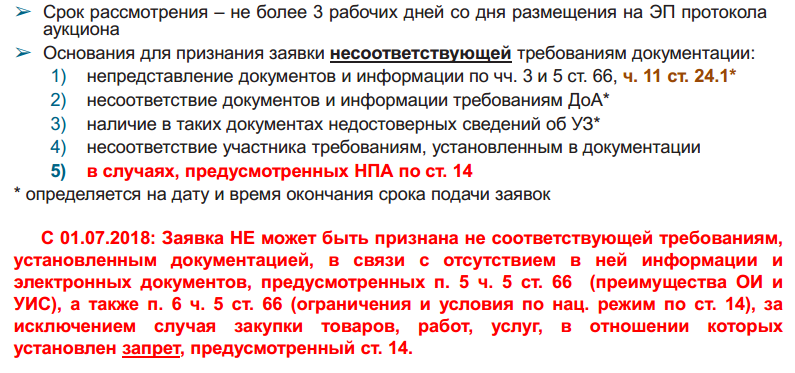 ➢ Срок рассмотрения – не более 3 рабочих дней со дня размещения на ЭП протокола
аукциона
➢ Основания для признания заявки несоответствующей требованиям документации:
1) непредставление документов и информации по чч. 3 и 5 ст. 66, ч. 11 ст. 24.1*
2) несоответствие документов и информации требованиям ДоА*
3) наличие в таких документах недостоверных сведений об УЗ*
4) несоответствие участника требованиям, установленным в документации
5) в случаях, предусмотренных НПА по ст. 14
* определяется на дату и время окончания срока подачи заявок
С 01.07.2018: Заявка НЕ может быть признана не соответствующей требованиям,
установленным документацией, в связи с отсутствием в ней информации и
электронных документов, предусмотренных п. 5 ч. 5 ст. 66 (преимущества ОИ и
УИС), а также п. 6 ч. 5 ст. 66 (ограничения и условия по нац. режим по ст. 14), за
исключением случая закупки товаров, работ, услуг, в отношении которых
установлен запрет, предусмотренный ст. 14.